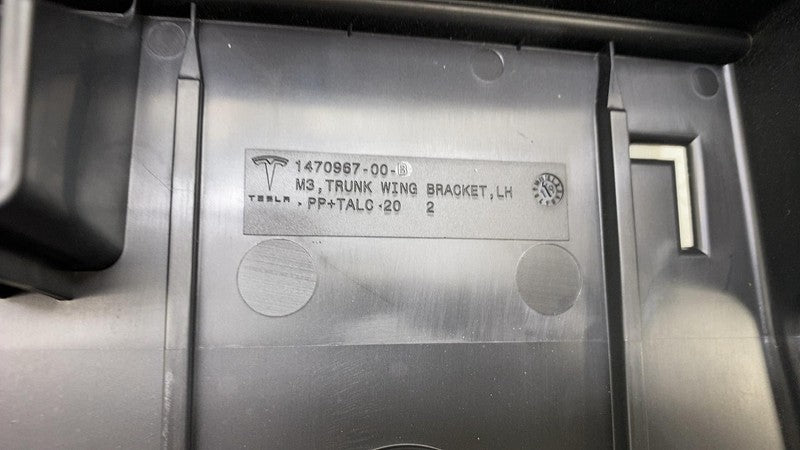 1470967-00-B
M3,TRUNK WING BRACKET,LH
TESLA
PP+TALC-20 2